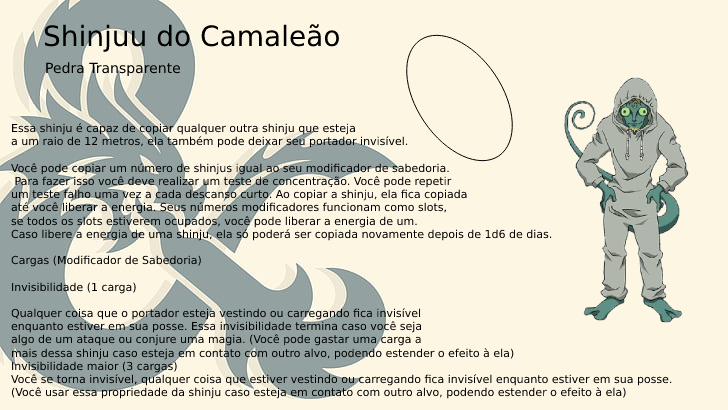 Shinjuu do Camaleão
Pedra Transparente
Essa shinju é capaz de copiar qualquer outra shinju que esteja
a um raio de 12 metros, ela também pode deixar seu portador invisível.
Você pode copiar um número de shinjus igual ao seu modificador de sabedoria.
Para fazer isso você deve realizar um teste de concentração. Você pode repetir
um teste falho uma vez a cada descanso curto. Ao copiar a shinju, ela fica copiada
até você liberar a energia. Seus números modificadores funcionam como slots,
se todos os slots estiverem ocupados, você pode liberar a energia de um.
Caso libere a energia de uma shinju, ela só poderá ser copiada novamente depois de 1d6 de dias.
Cargas (Modificador de Sabedoria)
Invisibilidade (1 carga)
Qualquer coisa que o portador esteja vestindo ou carregando fica invisível
enquanto estiver em sua posse. Essa invisibilidade termina caso você seja
algo de um ataque ou conjure uma magia. (Você pode gastar uma carga a
mais dessa shinju caso esteja em contato com outro alvo, podendo estender o efeito à ela)
Invisibilidade maior (3 cargas)
Você se torna invisível, qualquer coisa que estiver vestindo ou carregando fica invisível enquanto estiver em sua posse.
(Você usar essa propriedade da shinju caso esteja em contato com outro alvo, podendo estender o efeito à ela)